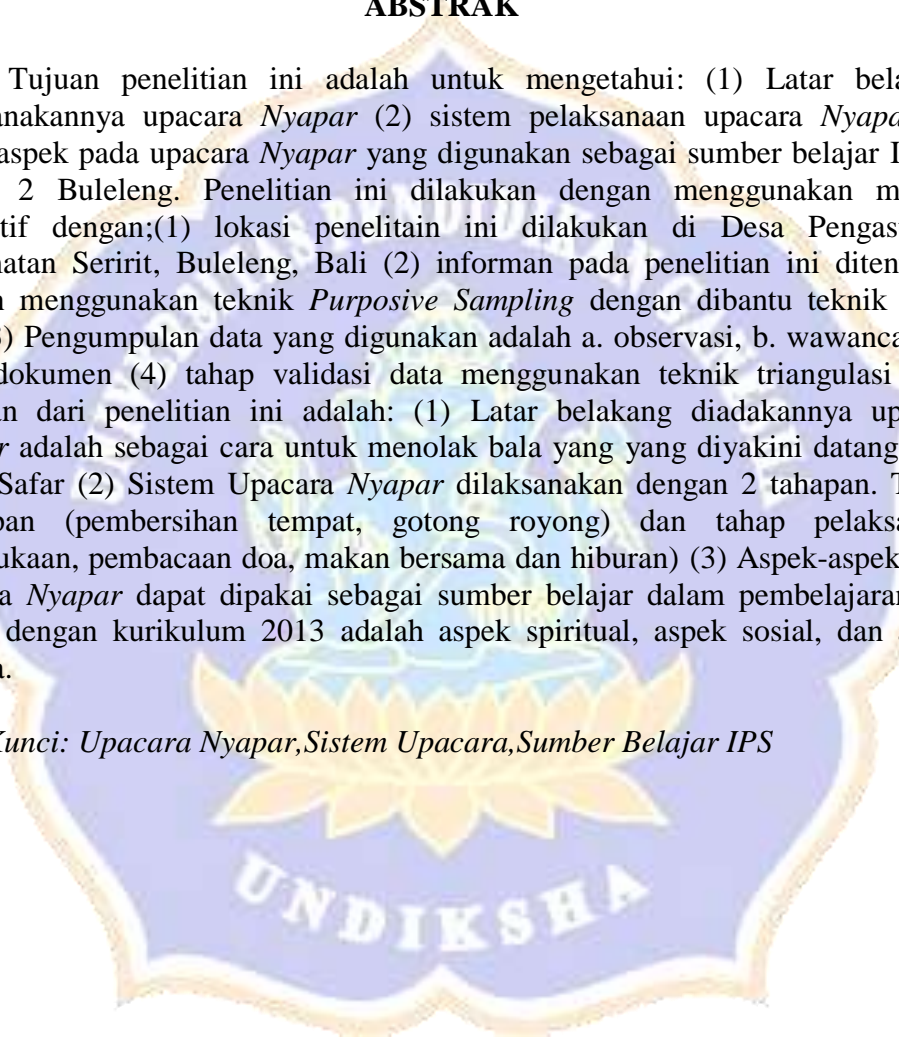 ABSTRAK
Tujuan penelitian ini adalah untuk mengetahui: (1) Latar bela
anakannya upacara Nyapar (2) sistem pelaksanaan upacara Nyapa
aspek pada upacara Nyapar yang digunakan sebagai sumber belajar I
2 Buleleng. Penelitian ini dilakukan dengan menggunakan m
tif dengan;(1) lokasi penelitain ini dilakukan di Desa Pengast
matan Seririt, Buleleng, Bali (2) informan pada penelitian ini diten
n menggunakan teknik Purposive Sampling dengan dibantu teknik
3) Pengumpulan data yang digunakan adalah a. observasi, b. wawanca
dokumen (4) tahap validasi data menggunakan teknik triangulasi
an dari penelitian ini adalah: (1) Latar belakang diadakannya up
r adalah sebagai cara untuk menolak bala yang yang diyakini datang
Safar (2) Sistem Upacara Nyapar dilaksanakan dengan 2 tahapan. T
pan (pembersihan tempat, gotong royong) dan tahap pelaksa
ukaan, pembacaan doa, makan bersama dan hiburan) (3) Aspek-aspek
a Nyapar dapat dipakai sebagai sumber belajar dalam pembelajaran
dengan kurikulum 2013 adalah aspek spiritual, aspek sosial, dan
a.
Kunci: Upacara Nyapar,Sistem Upacara,Sumber Belajar IPS
UNDIKSHA